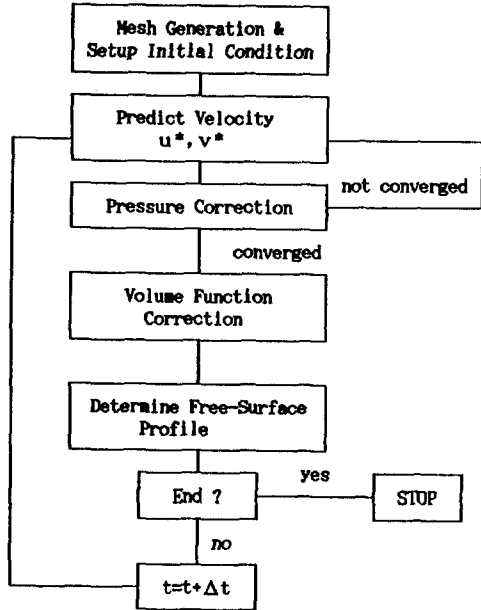 Mesh Generation &
Setup Initial Condition
Predict Velocity
u*, v*
not converged
Pressure Correction
converged
Volume Function
Correction
Determine Free-Surface
Profile
yes
End ?
STOP
no
t=t+Δt